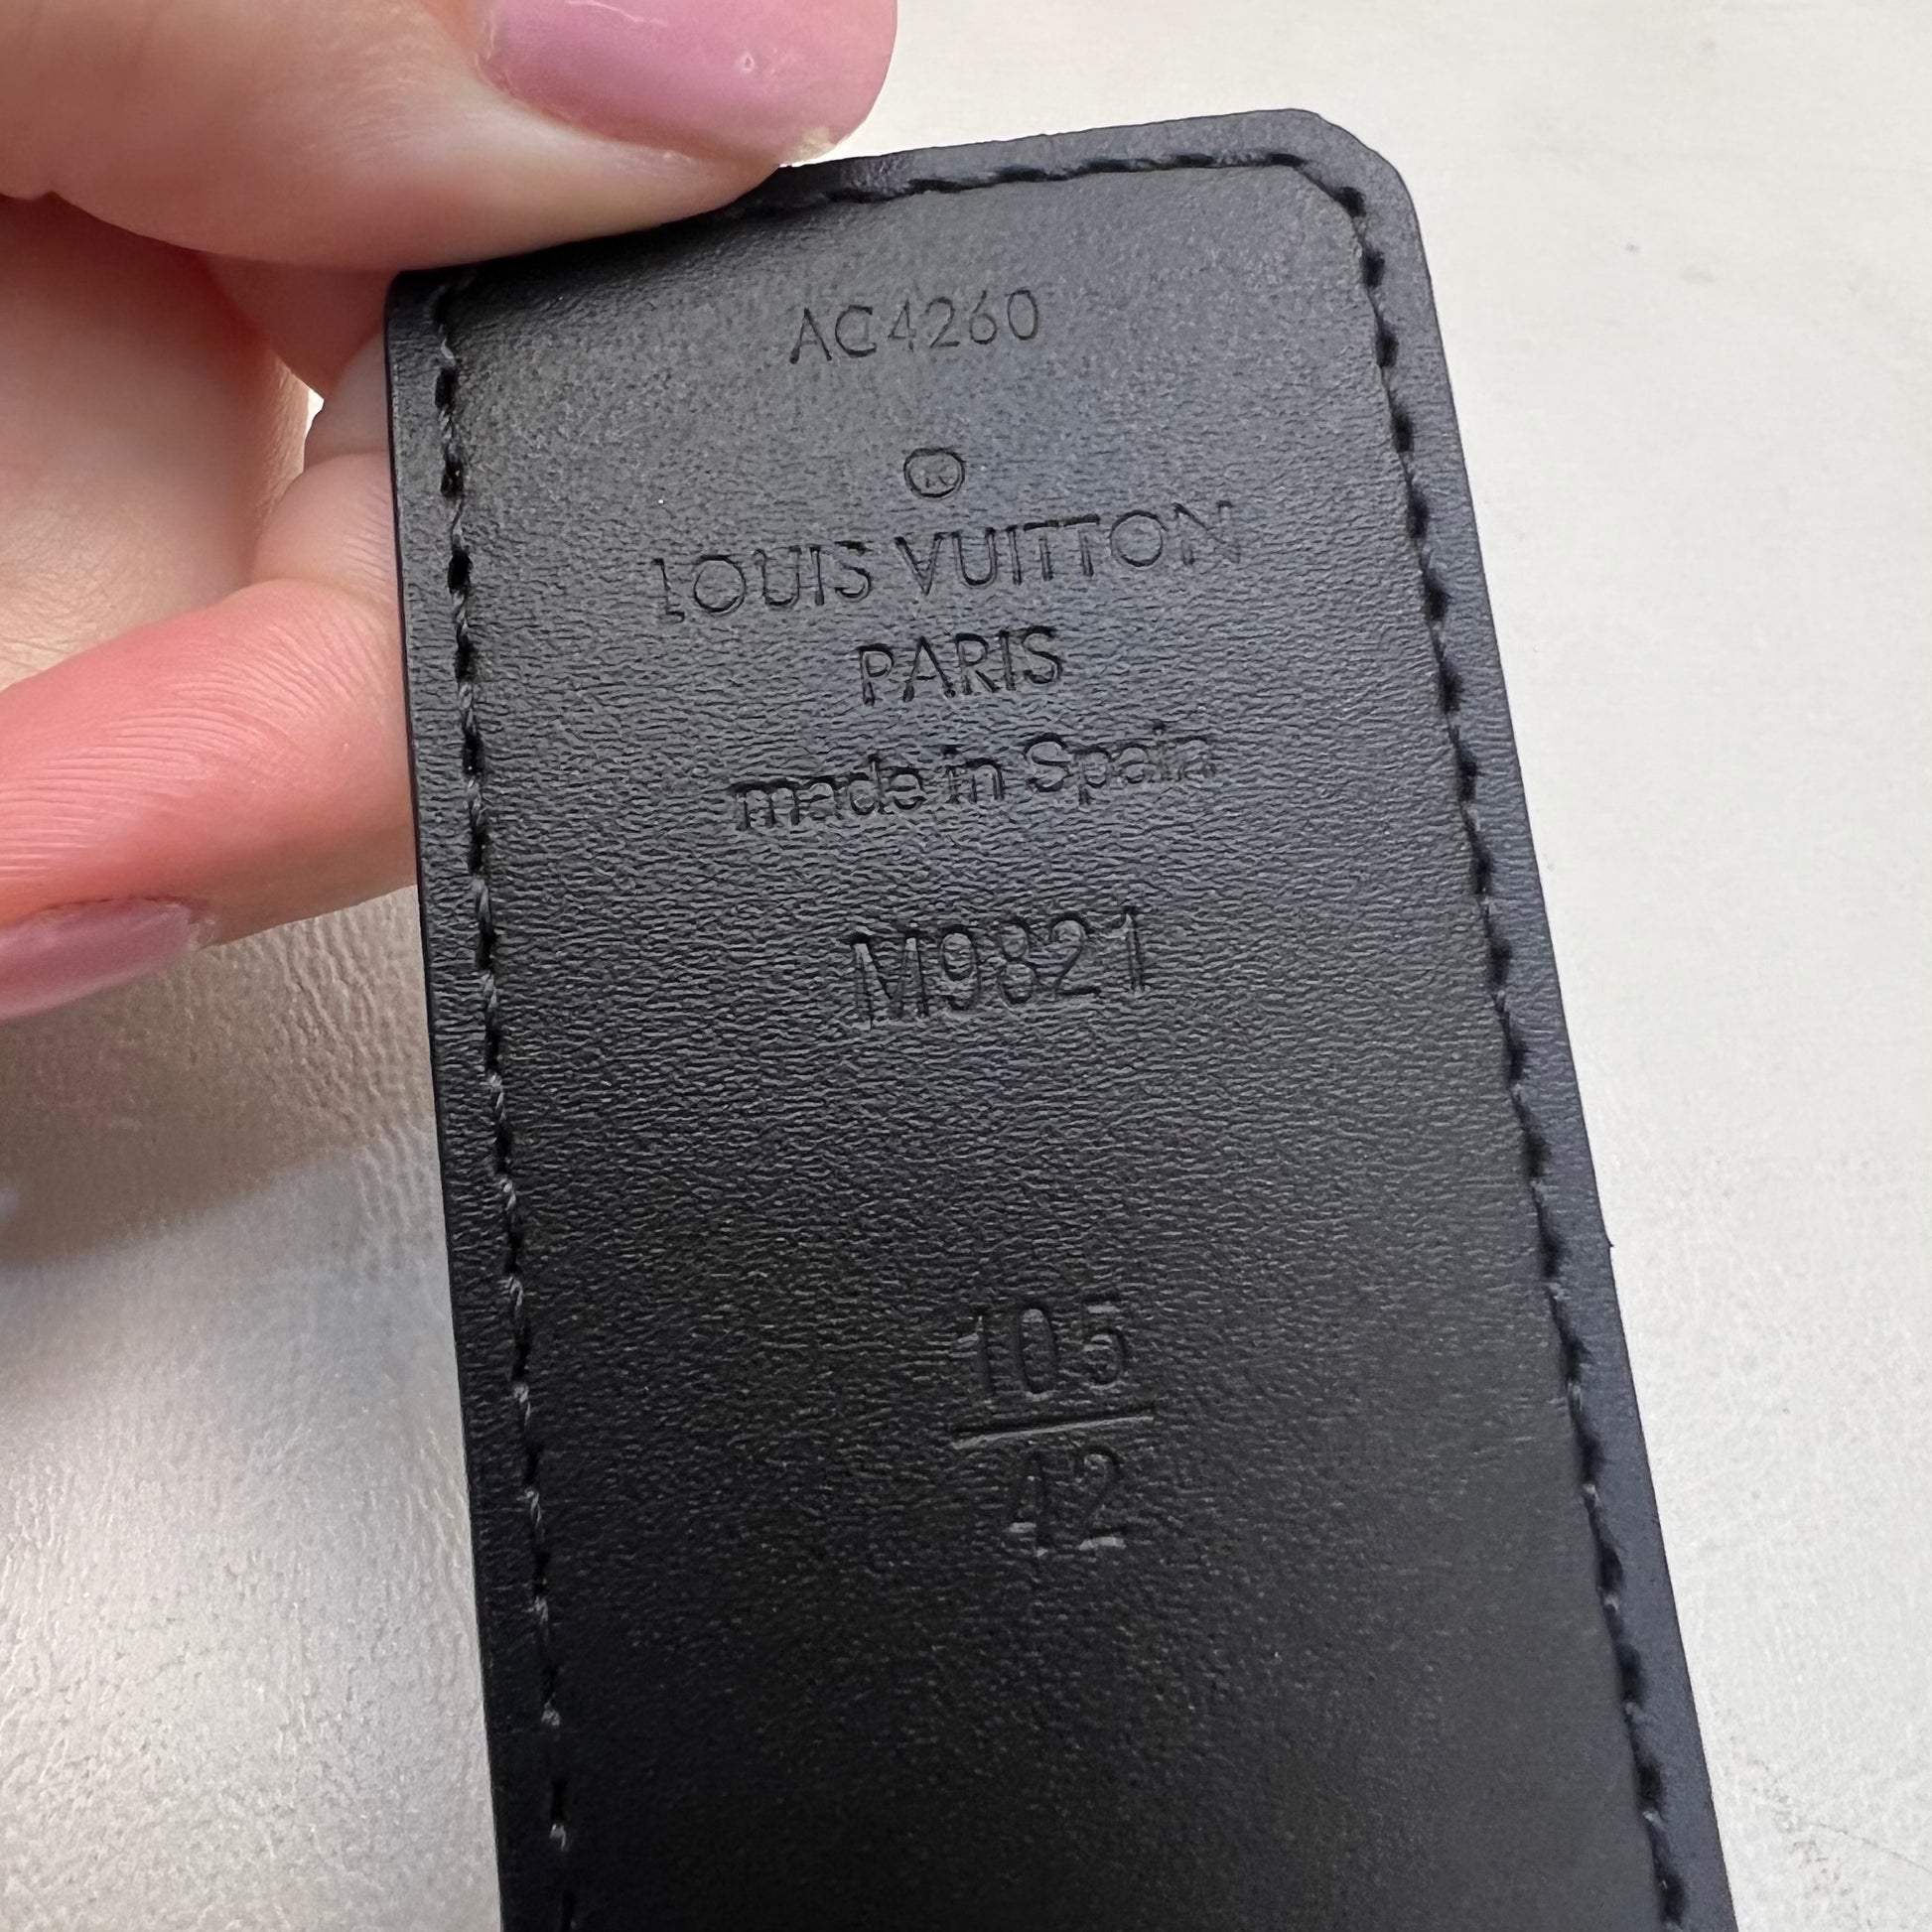 AC4260
®
LOUIS VUITTON
PARIS
made in Spain
M9821
105
42